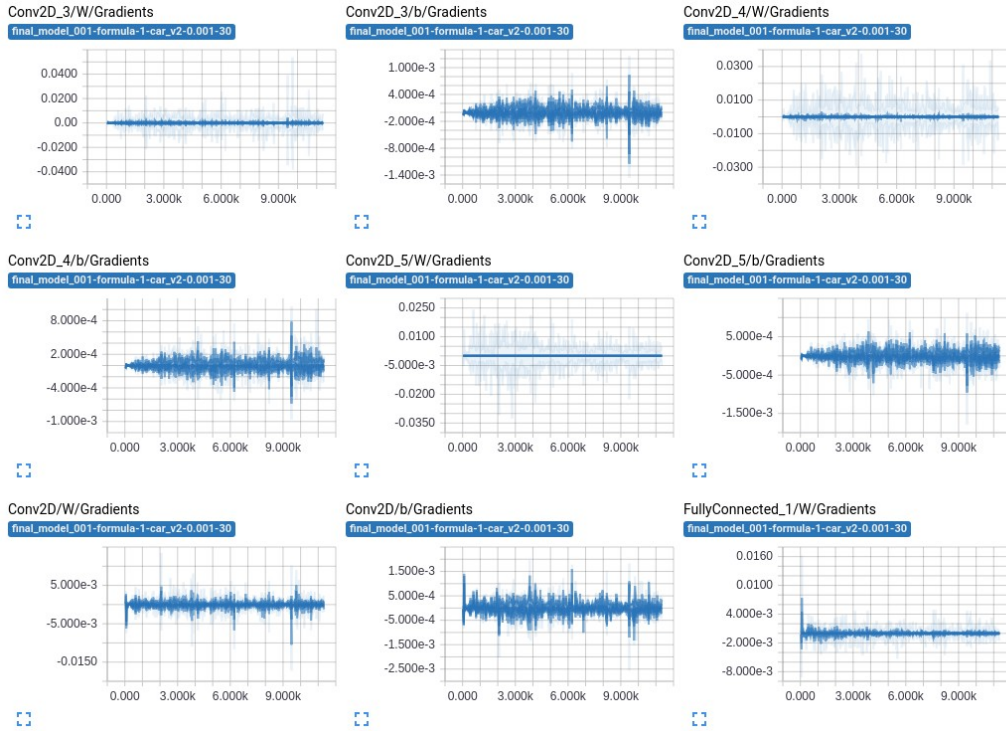 Conv2D_3/W/Gradients
final_model_001-formula-1-car_v2-0.001-30
0.0400
0.0200
0.00
-0.0200
-0.0400
0.000 3.000k 6.000k 9.000k
Conv2D_3/b/Gradients
final_model_001-formula-1-car_v2-0.001-30
1.000e-3
4.000e-4
-2.000e-4
-8.000e-4
-1.400e-3
0.000 3.000k 6.000k 9.000k
Conv2D_4/W/Gradients
final_model_001-formula-1-car_v2-0.001-30
0.0300
0.0100
-0.0100
-0.0300
0.000 3.000k 6.000k 9.000k
Conv2D_4/b/Gradients
final_model_001-formula-1-car_v2-0.001-30
8.000e-4
2.000e-4
-4.000e-4
-1.000e-3
0.000 3.000k 6.000k 9.000k
Conv2D_5/W/Gradients
final_model_001-formula-1-car_v2-0.001-30
0.0250
0.0100
-5.000e-3
-0.0200
-0.0350
0.000 3.000k 6.000k 9.000k
Conv2D_5/b/Gradients
final_model_001-formula-1-car_v2-0.001-30
5.000e-4
-5.000e-4
-1.500e-3
0.000 3.000k 6.000k 9.000k
Conv2D/W/Gradients
final_model_001-formula-1-car_v2-0.001-30
5.000e-3
-5.000e-3
-0.0150
0.000 3.000k 6.000k 9.000k
Conv2D/b/Gradients
final_model_001-formula-1-car_v2-0.001-30
1.500e-3
5.000e-4
-5.000e-4
-1.500e-3
-2.500e-3
0.000 3.000k 6.000k 9.000k
FullyConnected_1/W/Gradients
final_model_001-formula-1-car_v2-0.001-30
0.0160
0.0100
4.000e-3
-2.000e-3
-8.000e-3
0.000 3.000k 6.000k 9.000k